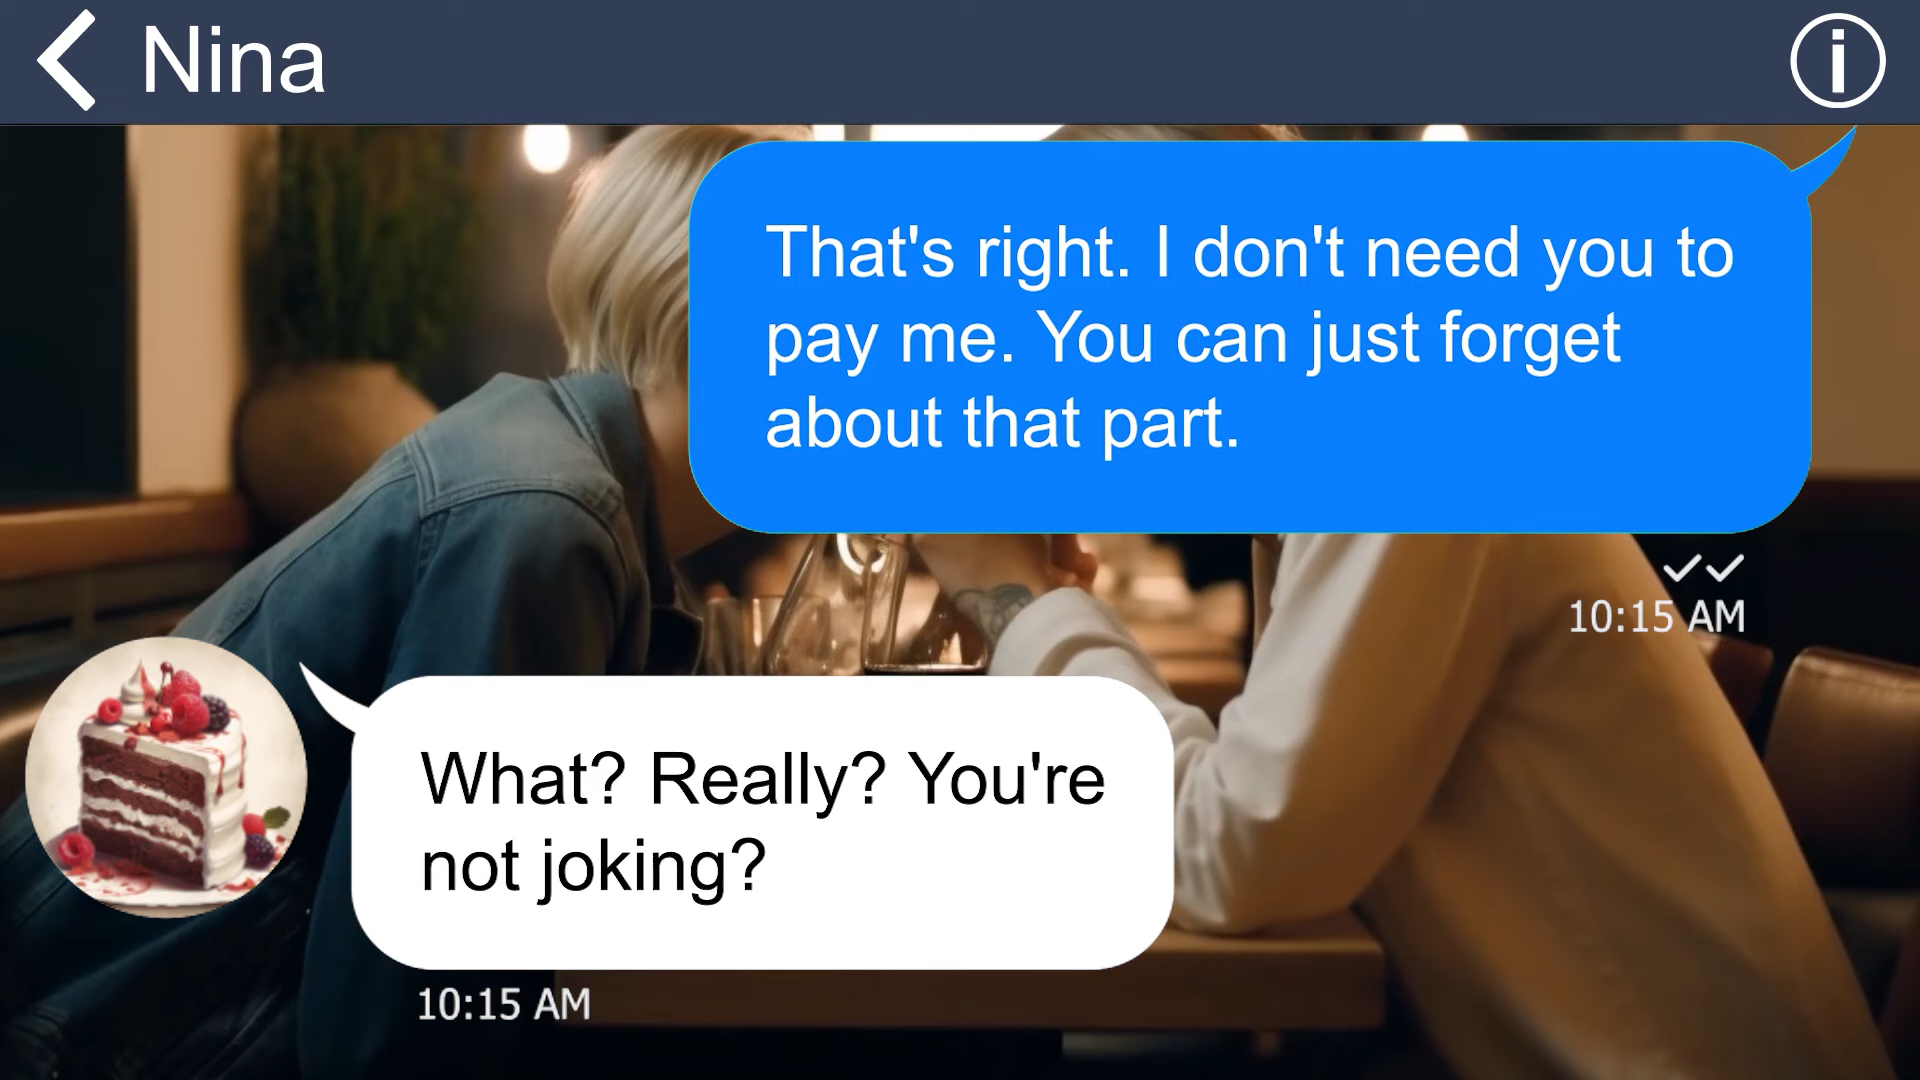 Nina
That's right. I don't need you to
pay me. You can just forget
about that part.
10:15 AM
What? Really? You're
not joking?
10:15 AM